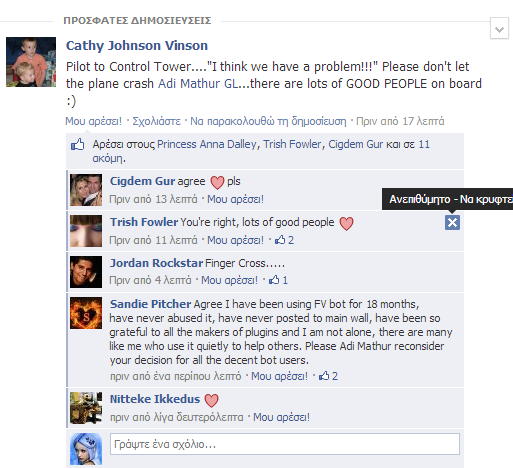 ΠΡΟΣΦΑΤΕΣ ΔΗΜΟΣΙΕΥΣΕΙΣ
Cathy Johnson Vinson
Pilot to Control Tower...."I think we have a problem!!!" Please don't let
the plane crash Adi Mathur GL...there are lots of GOOD PEOPLE on board
:)
Μου αρέσει! · Σχολιάστε · Να παρακολουθώ τη δημοσίευση · Πριν από 17 λεπτά
Αρέσει στους Princess Anna Dalley, Trish Fowler, Cigdem Gur και σε 11
ακόμη.
Cigdem Gur agree ♥ pls
Πριν από 13 λεπτά · Μου αρέσει!
Ανεπιθύμητο - Να κρυφτε
Trish Fowler You're right, lots of good people ♥
Πριν από 11 λεπτά · Μου αρέσει! · 2
Jordan Rockstar Finger Cross.....
Πριν από 4 λεπτά · Μου αρέσει! · 1
Sandie Pitcher Agree I have been using FV bot for 18 months,
have never abused it, have never posted to main wall, have been so
grateful to all the makers of plugins and I am not alone, there are many
like me who use it quietly to help others. Please Adi Mathur reconsider
your decision for all the decent bot users.
πριν από ένα περίπου λεπτό · Μου αρέσει! · 2
Nitteke Ikkedus ♥
πριν από λίγα δευτερόλεπτα · Μου αρέσει!
Γράψτε ένα σχόλιο...